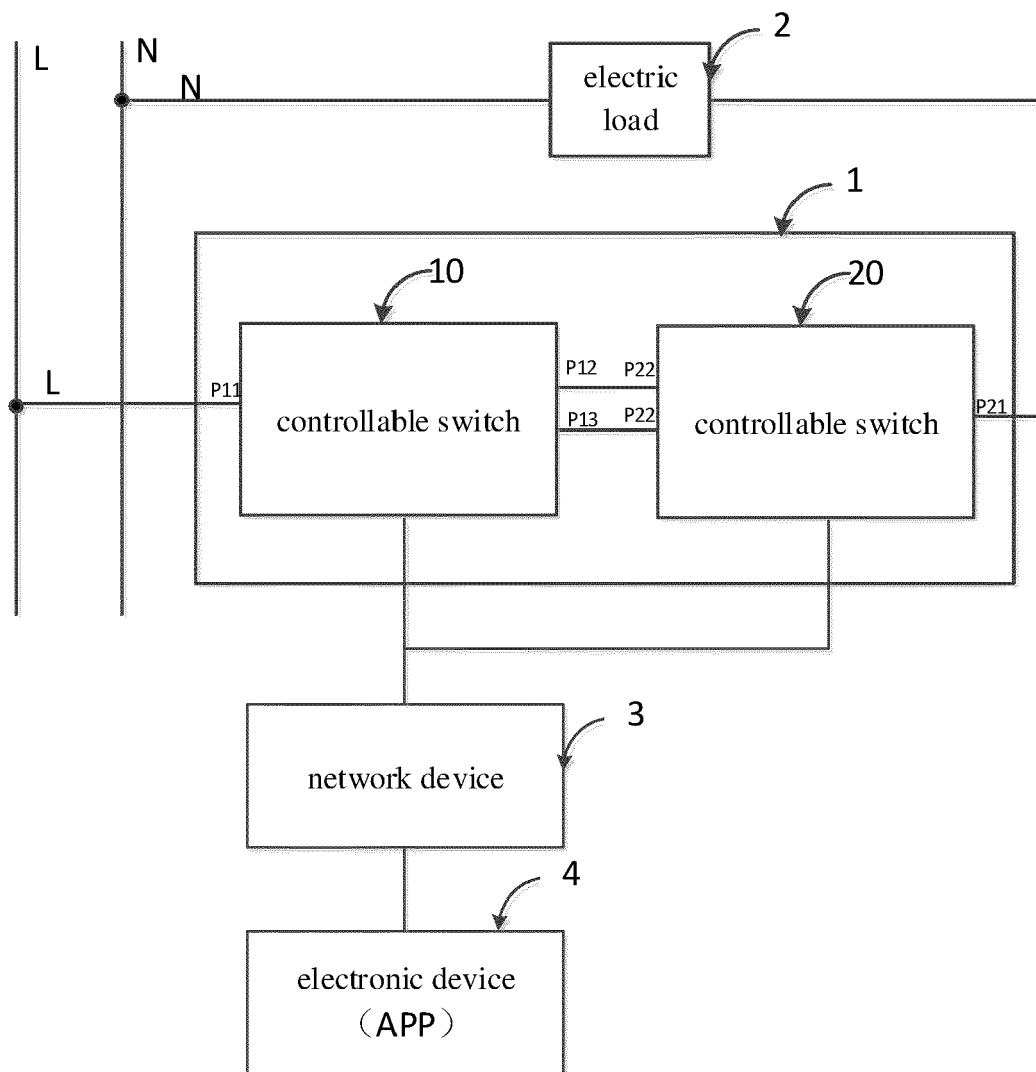 L
N
N
2
electric
load
1
10
20
L
P11
controllable switch
P12
P22
P13
P22
controllable switch
P21
3
network device
4
electronic device
（APP）